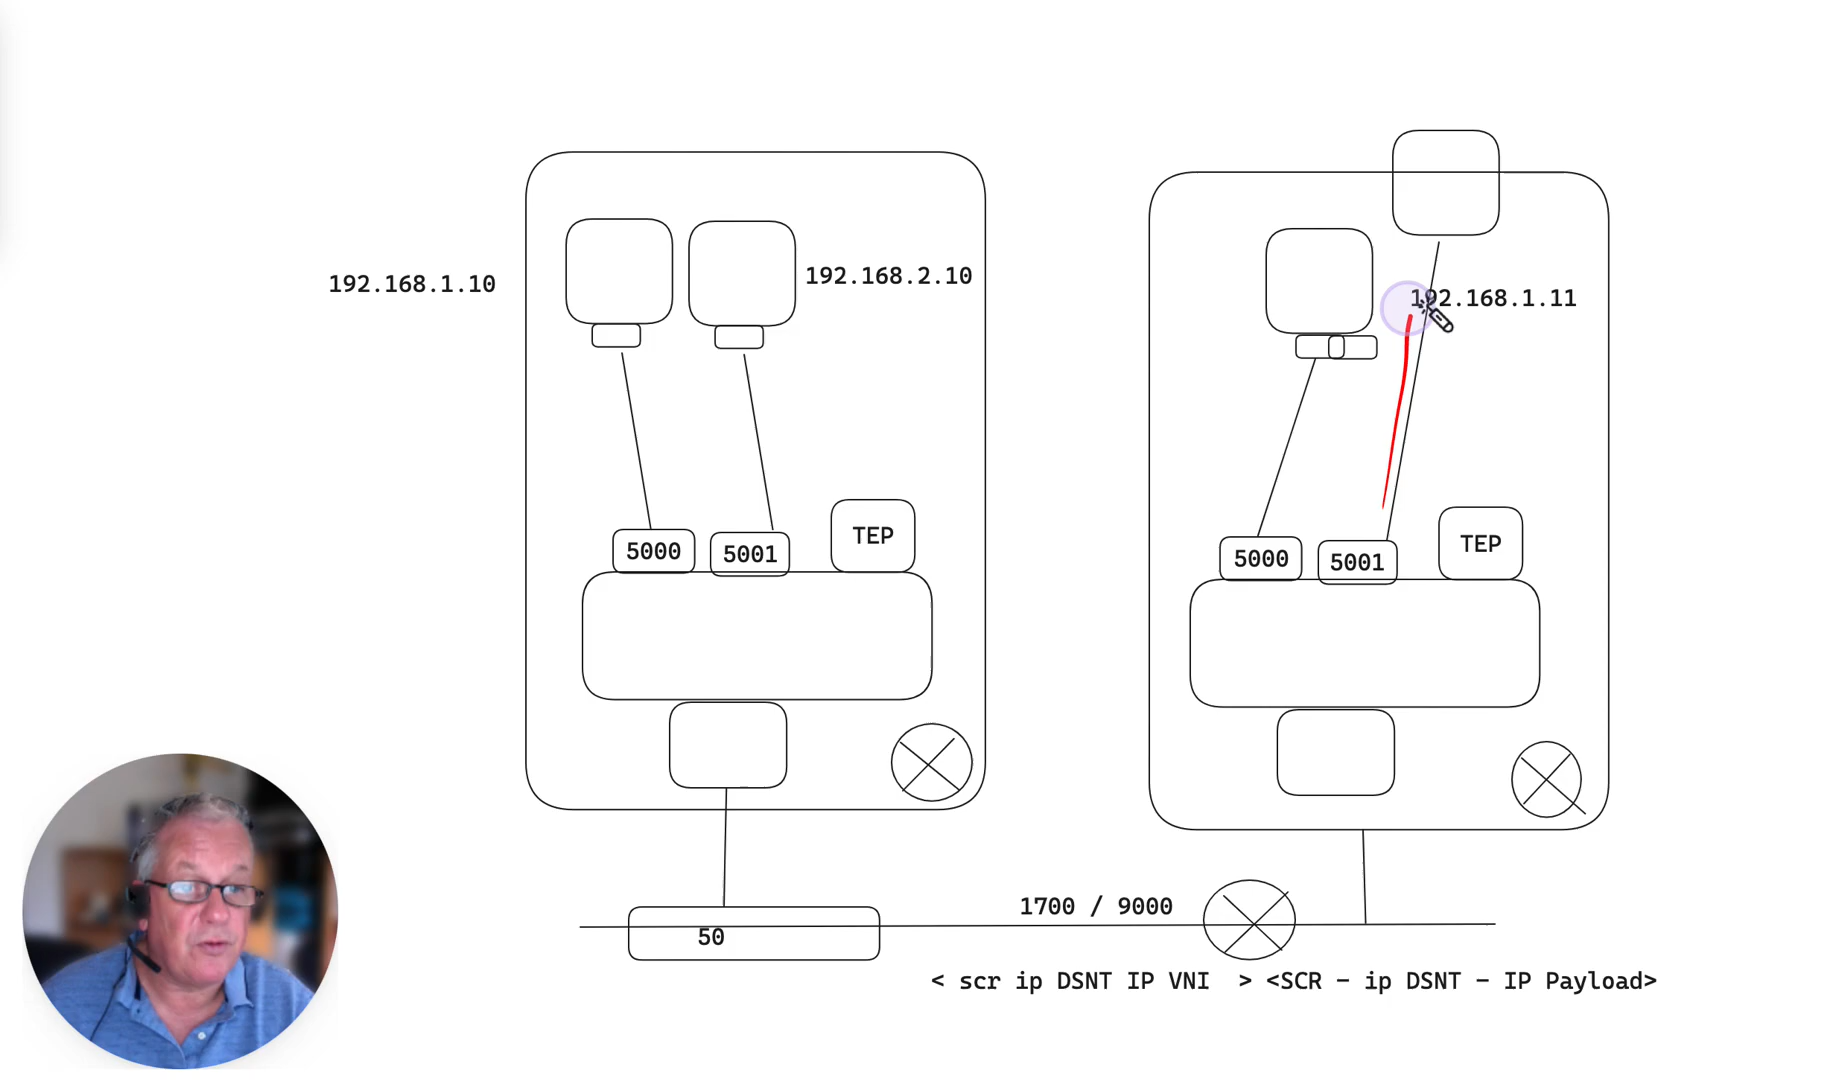 192.168.1.10
192.168.2.10
192.168.1.11
5000
5001
TEP
5000
5001
TEP
1700 / 9000
50
< scr ip DSNT IP VNI  > <SCR - ip DSNT - IP Payload>